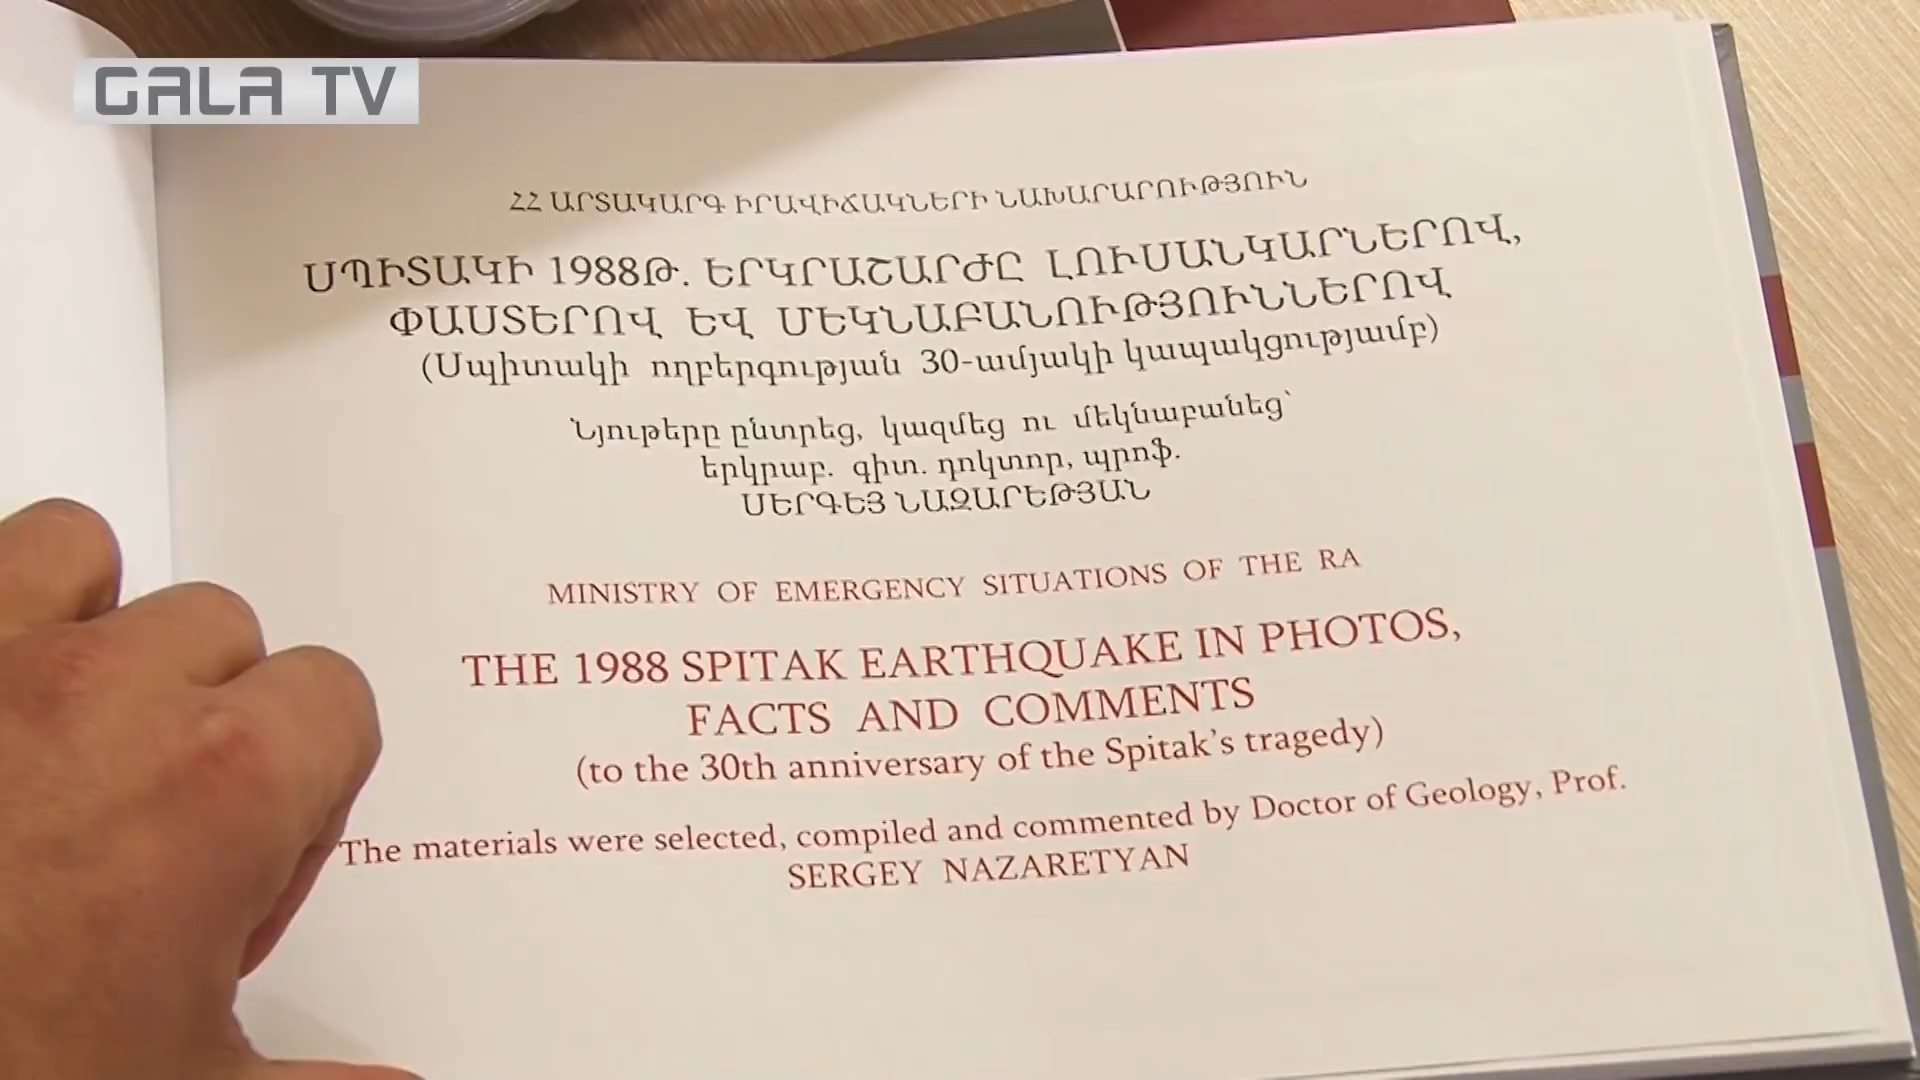 GALA TV
ՀՀ ԱՐՏԱԿԱՐԳ ԻՐԱՎԻՃԱԿՆԵՐԻ ՆԱԽԱՐԱՐՈՒԹՅՈՒՆ
ՍՊԻՏԱԿԻ 1988Թ. ԵՐԿՐԱՇԱՐԺԸ ԼՈՒՍԱՆԿԱՐՆԵՐՈՎ,
ՓԱՍՏԵՐՈՎ ԵՎ ՄԵԿՆԱԲԱՆՈՒԹՅՈՒՆՆԵՐՈՎ
(Սպիտակի ողբերգության 30-ամյակի կապակցությամբ)
Նյութերը ընտրեց, կազմեց ու մեկնաբանեց՝
երկրաբ. գիտ. դոկտոր, պրոֆ.
ՍԵՐԳԵՅ ՆԱԶԱՐԵԹՅԱՆ
MINISTRY OF EMERGENCY SITUATIONS OF THE RA
THE 1988 SPITAK EARTHQUAKE IN PHOTOS,
FACTS AND COMMENTS
(to the 30th anniversary of the Spitak's tragedy)
The materials were selected, compiled and commented by Doctor of Geology, Prof.
SERGEY NAZARETYAN